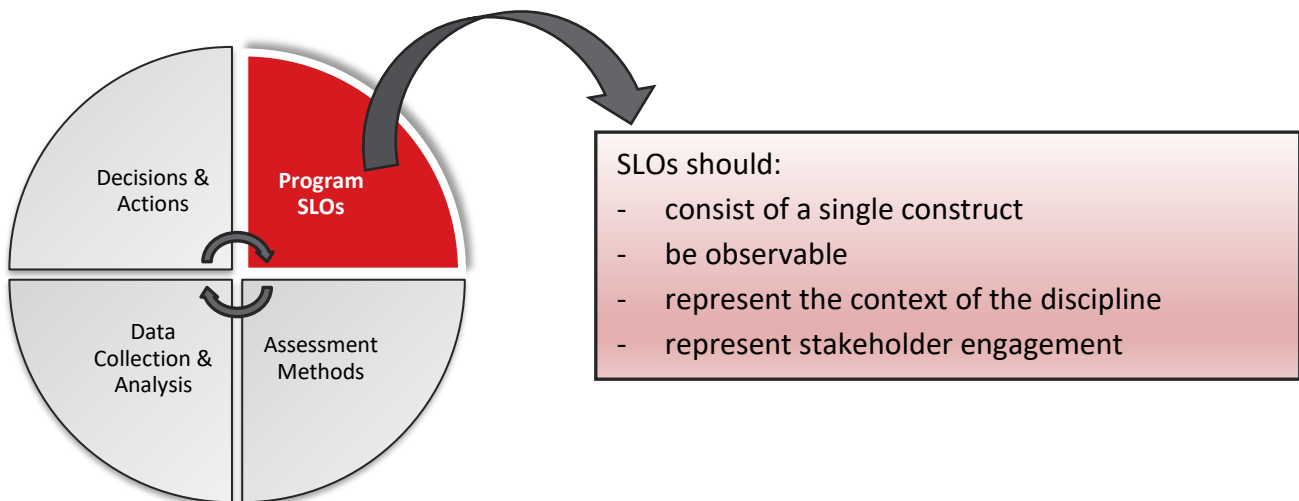 Decisions &
Actions
Program
SLOs
Data
Collection &
Analysis
Assessment
Methods
SLOs should:
- consist of a single construct
- be observable
- represent the context of the discipline
- represent stakeholder engagement